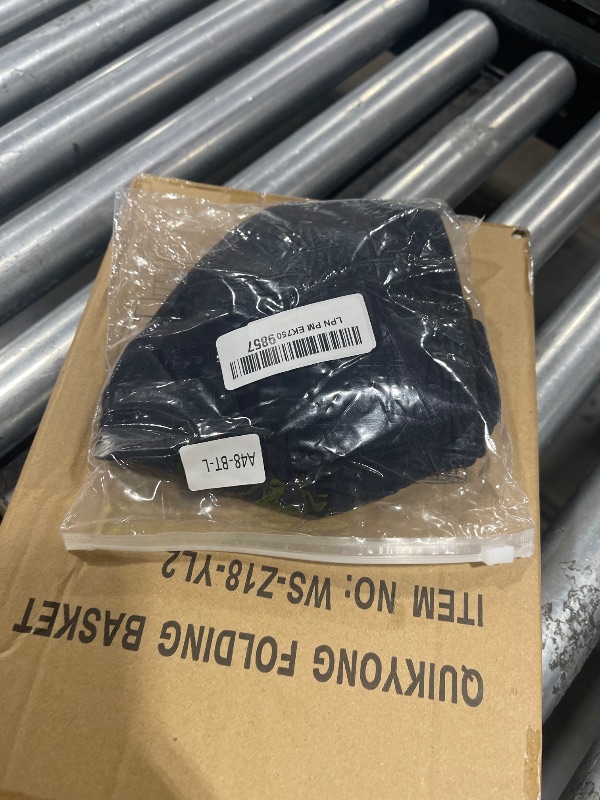 LPN PM EK750 9857
A48-BT-L
QUIKYONG FOLDING BASKET
ITEM NO: WS-Z18-YL2